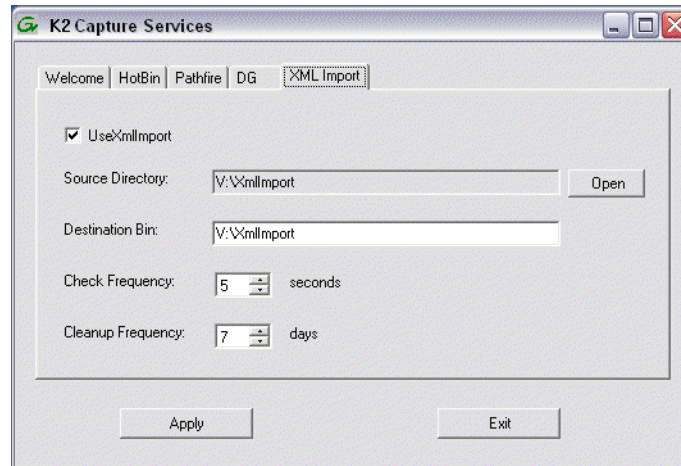 K2 Capture Services
Welcome HotBin Pathfire DG XML Import
UseXmlImport
Source Directory: V:\XmlImport Open
Destination Bin: V:\XmlImport
Check Frequency: 5 seconds
Cleanup Frequency: 7 days
Apply Exit